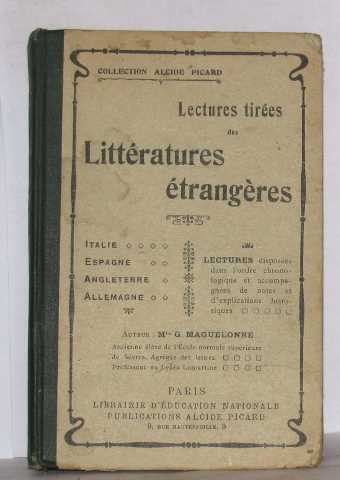 COLLECTION ALCIDE PICARD
Lectures tirées
des
Littératures
étrangères
ITALIE
ESPAGNE
ANGLETERRE
ALLEMAGNE
LECTURES disposées
dans l'ordre chrono-
logique et accompa-
gnées de notes et
d'explications histo-
riques
AUTEUR : Mlle G. MAGUELONNE
Ancienne élève de l'École normale supérieure
de Sèvres, Agrégée des lettres,
Professeur au Lycée Lamartine
PARIS
LIBRAIRIE D'ÉDUCATION NATIONALE
PUBLICATIONS ALCIDE PICARD
9, RUE HAUTEFEUILLE, 9